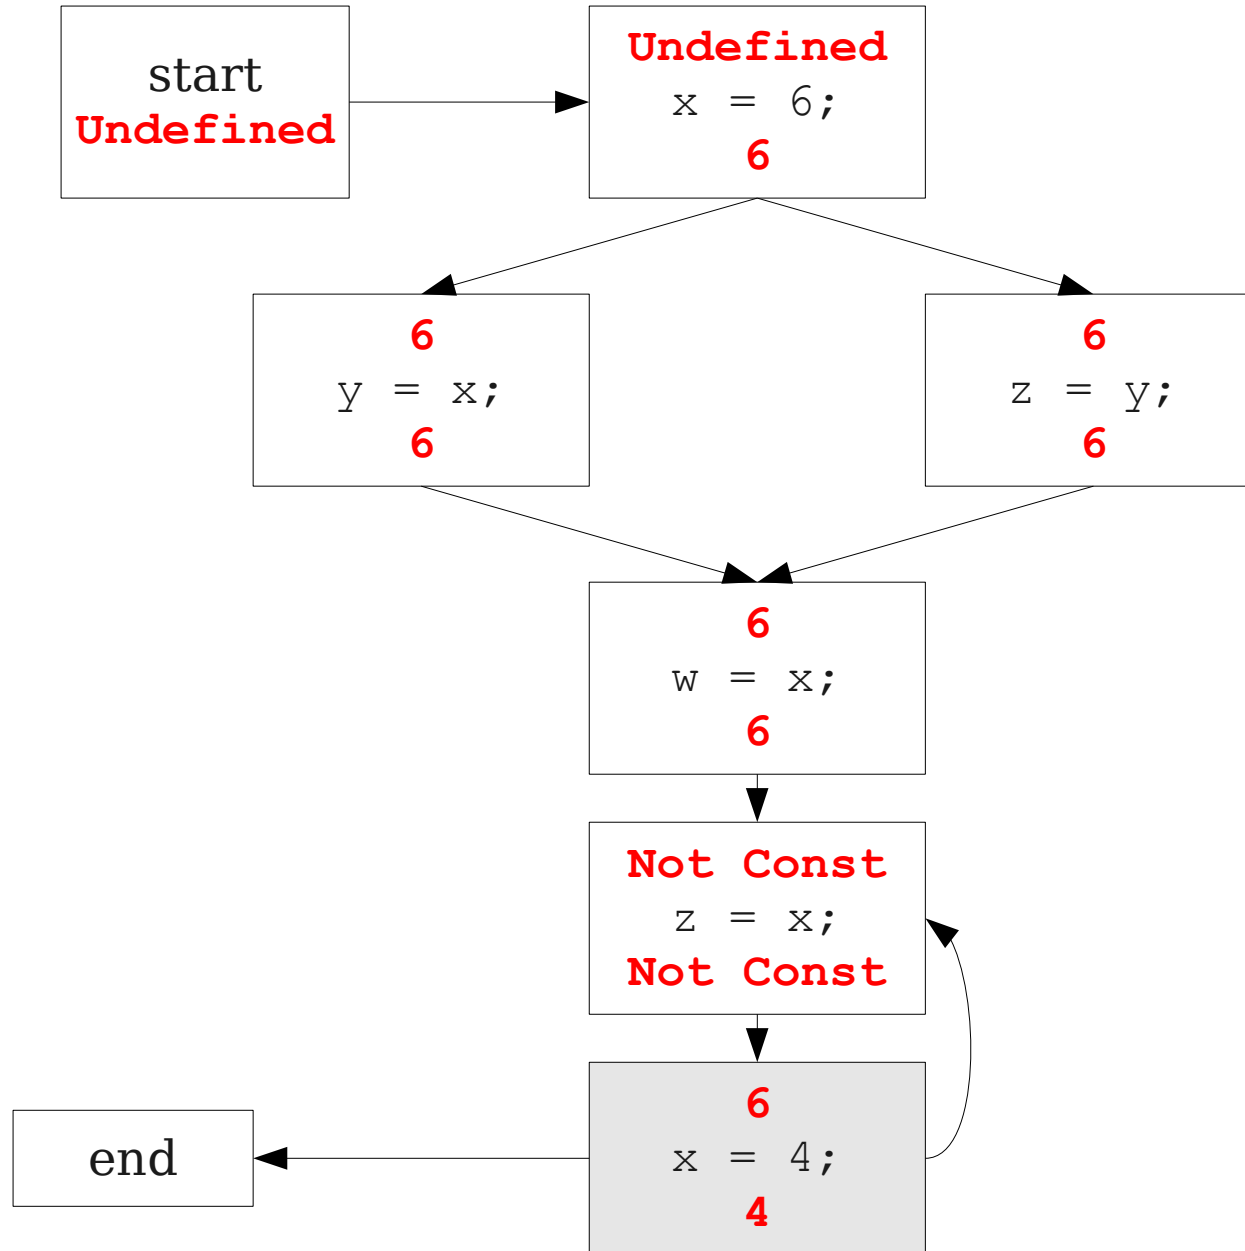 start
Undefined
Undefined
x = 6;
6
6
y = x;
6
6
z = y;
6
6
w = x;
6
Not Const
z = x;
Not Const
6
x = 4;
4
end